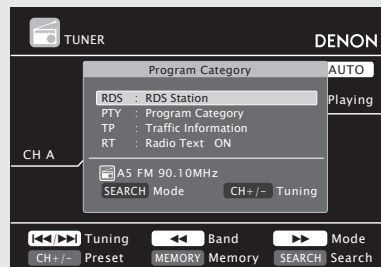 TUNER
DENON
Program Category
AUTO
RDS : RDS Station
PTY : Program Category
TP : Traffic Information
RT : Radio Text ON
Playing
CH A
A5 FM 90.10MHz
SEARCH Mode CH+/- Tuning
Tuning Band Mode
CH+/- Preset MEMORY Memory SEARCH Search